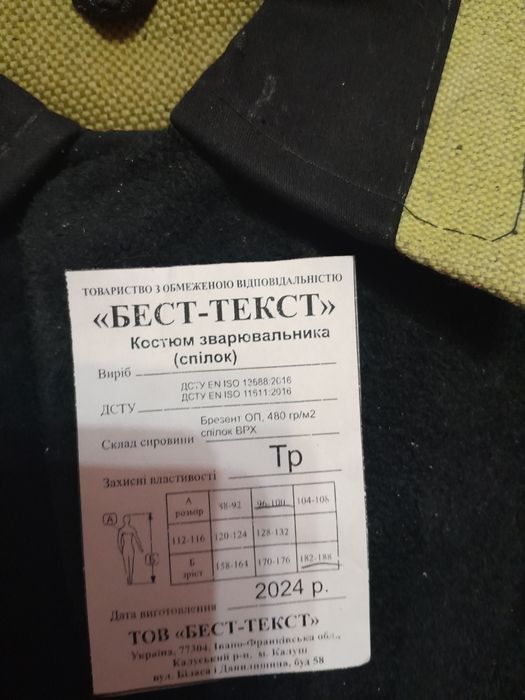 ТОВАРИСТВО З ОБМЕЖЕНОЮ ВІДПОВІДАЛЬНІСТЮ
«БЕСТ-ТЕКСТ»
Костюм зварювальника
(спілок)
Виріб
ДСТУ EN ISO 13688:2016
ДСТУ EN ISO 11611:2016
ДСТУ
Брезент ОП, 480 гр/м2
спілок ВРХ
Склад сировини
Тр
Захисні властивості
А розмір 88-92 96-100 104-108
112-116 120-124 128-132
Б зріст 158-164 170-176 182-188
А
Б
2024 р.
Дата виготовлення
ТОВ «БЕСТ-ТЕКСТ»
Україна, 77304, Івано-Франківська обл.,
Калуський р-н, м. Калуш
вул. Біласа і Данилишина, буд 58